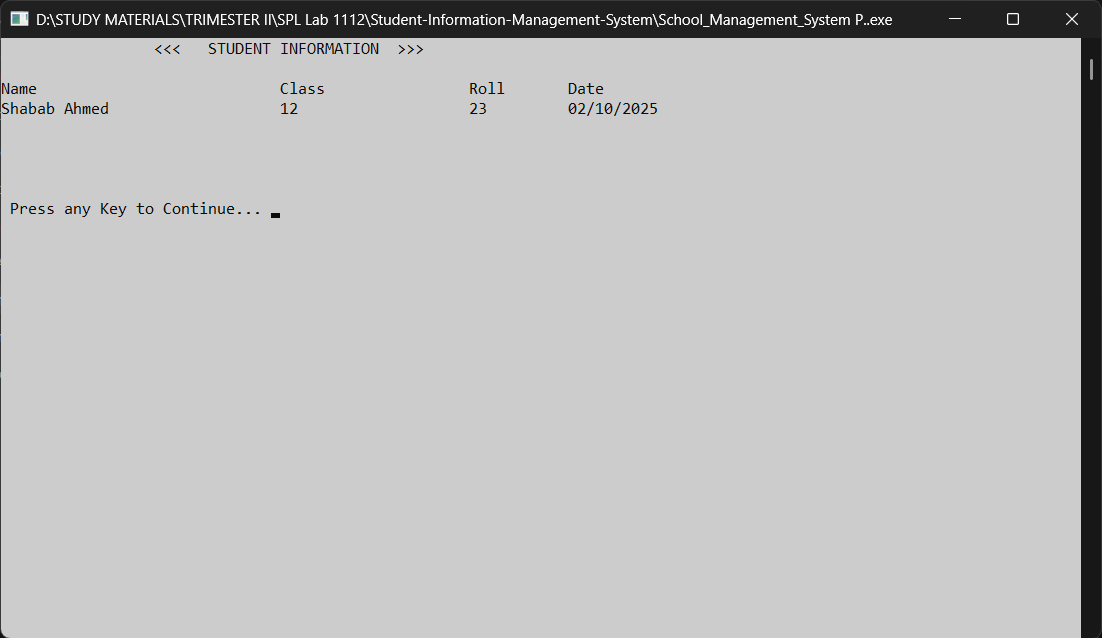 D:\STUDY MATERIALS\TRIMESTER II\SPL Lab 1112\Student-Information-Management-System\School_Management_System P..exe
<<<   STUDENT INFORMATION  >>>
Name                           Class                Roll       Date
Shabab Ahmed                   12                   23         02/10/2025
Press any Key to Continue...